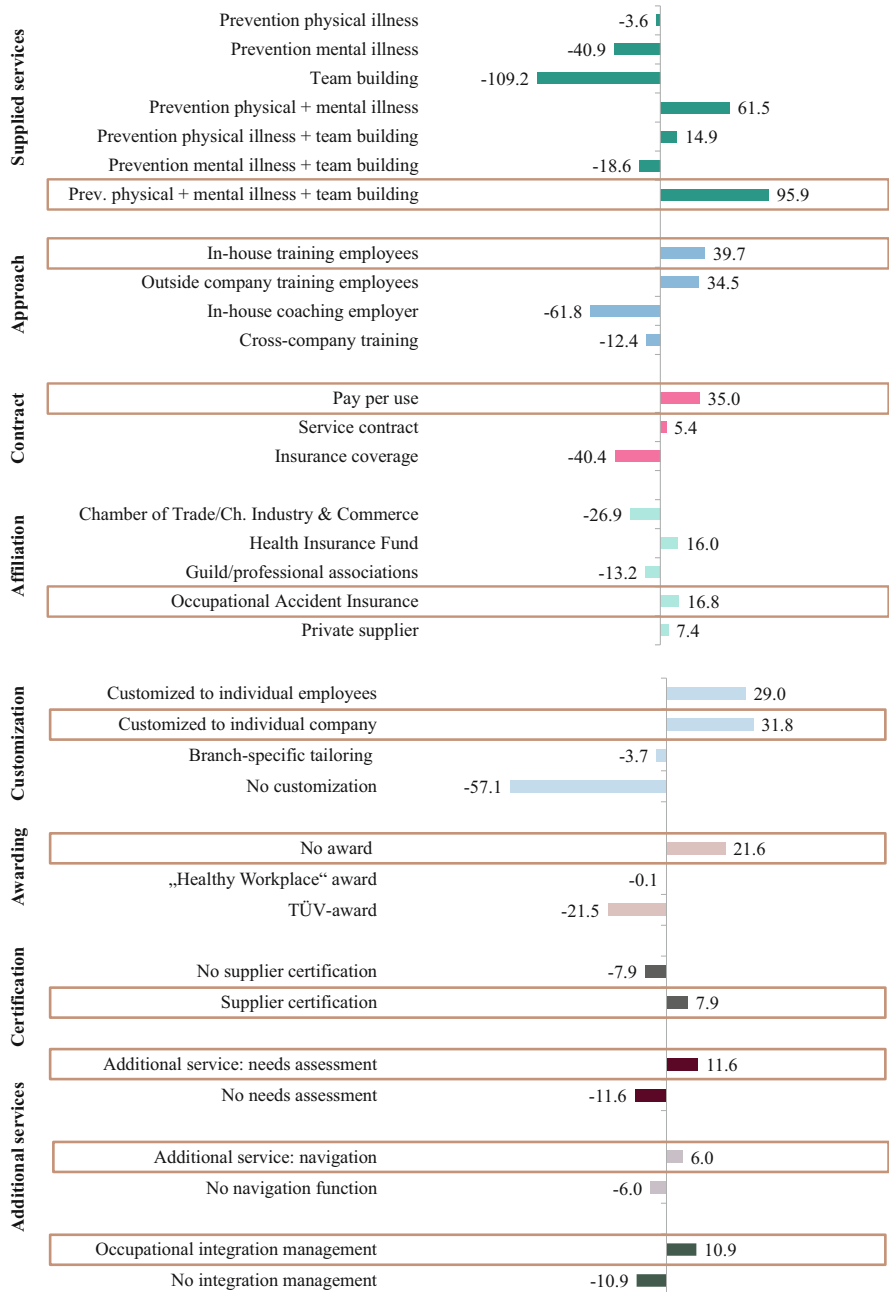 Supplied services
Prevention physical illness -3.6
Prevention mental illness -40.9
Team building -109.2
Prevention physical + mental illness 61.5
Prevention physical illness + team building 14.9
Prevention mental illness + team building -18.6
Prev. physical + mental illness + team building 95.9
Approach
In-house training employees 39.7
Outside company training employees 34.5
In-house coaching employer -61.8
Cross-company training -12.4
Contract
Pay per use 35.0
Service contract 5.4
Insurance coverage -40.4
Affiliation
Chamber of Trade/Ch. Industry & Commerce -26.9
Health Insurance Fund 16.0
Guild/professional associations -13.2
Occupational Accident Insurance 16.8
Private supplier 7.4
Customization
Customized to individual employees 29.0
Customized to individual company 31.8
Branch-specific tailoring -3.7
No customization -57.1
Awarding
No award 21.6
„Healthy Workplace“ award -0.1
TÜV-award -21.5
Certification
No supplier certification -7.9
Supplier certification 7.9
Additional services
Additional service: needs assessment 11.6
No needs assessment -11.6
Additional service: navigation 6.0
No navigation function -6.0
Occupational integration management 10.9
No integration management -10.9